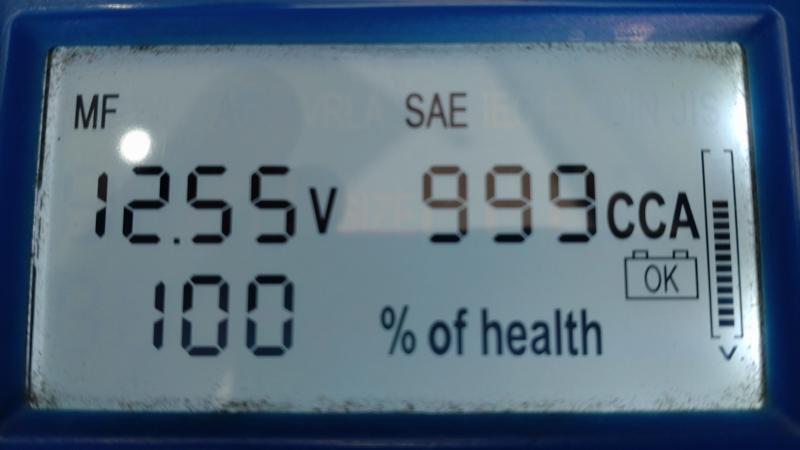 MF SAE
12.55 V 999 CCA
OK
100 % of health